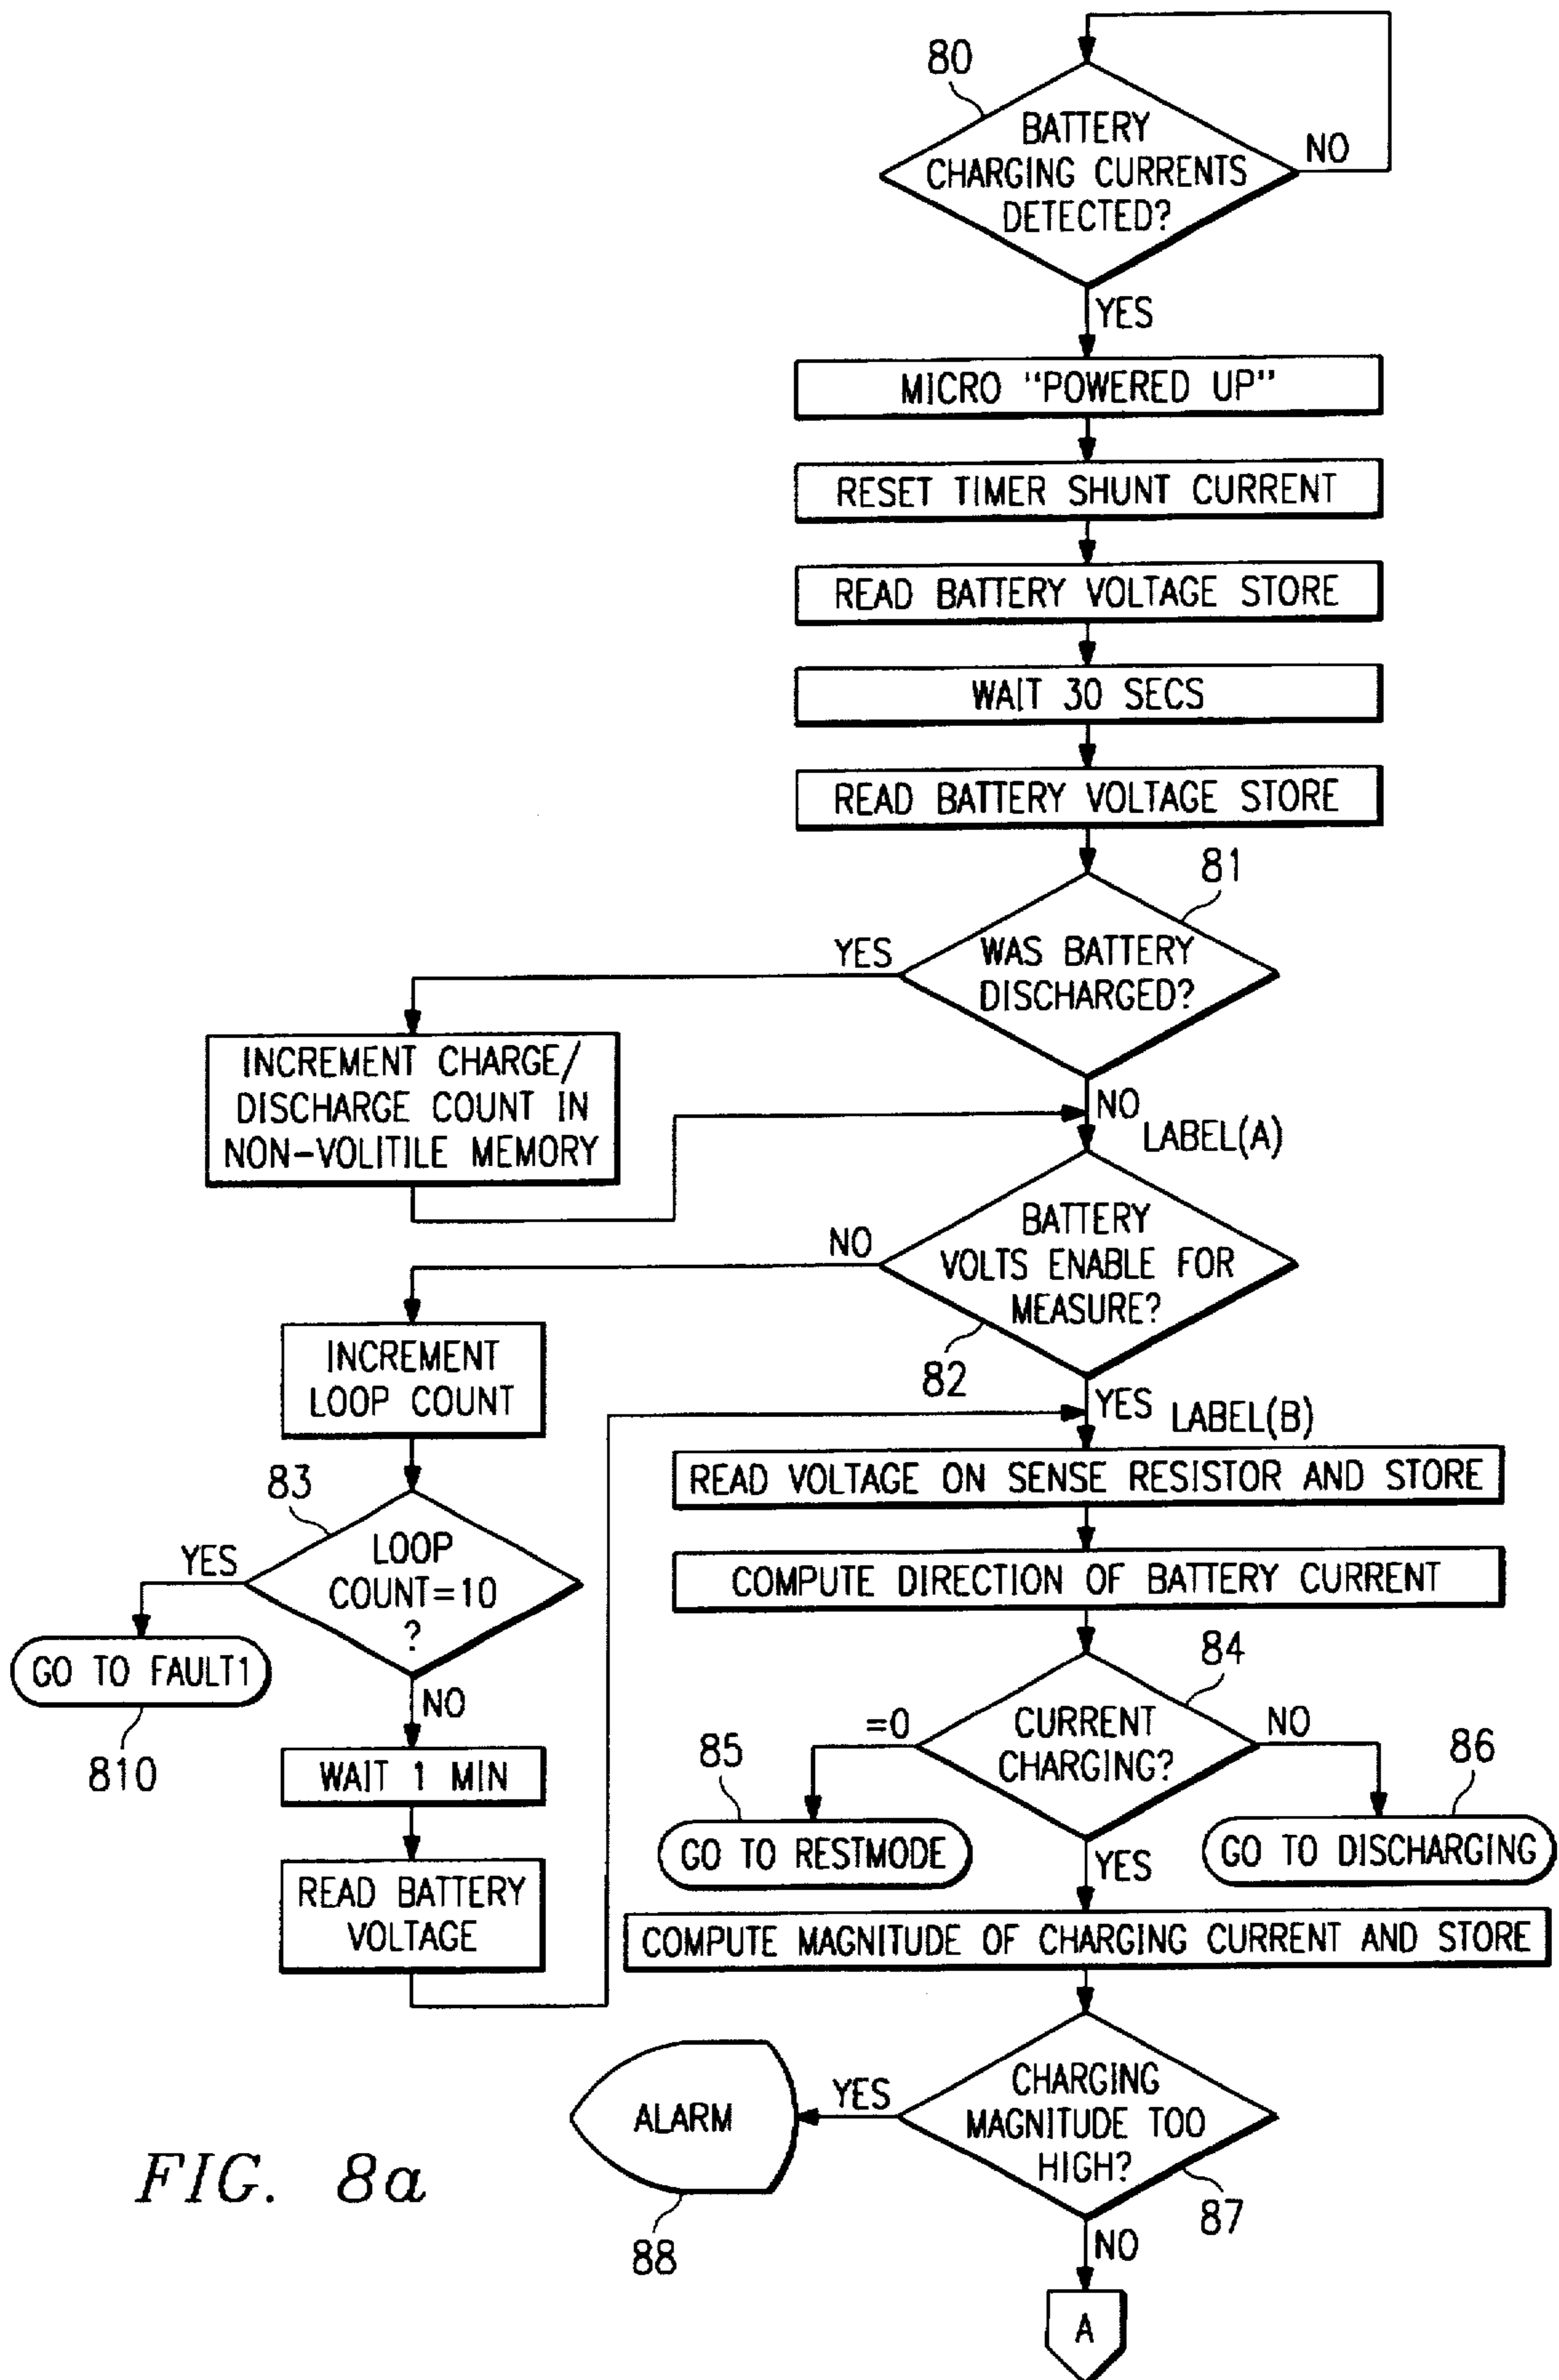 80
BATTERY
CHARGING CURRENTS
DETECTED?
NO
YES
MICRO "POWERED UP"
RESET TIMER SHUNT CURRENT
READ BATTERY VOLTAGE STORE
WAIT 30 SECS
READ BATTERY VOLTAGE STORE
81
WAS BATTERY
DISCHARGED?
YES
INCREMENT CHARGE/
DISCHARGE COUNT IN
NON-VOLITILE MEMORY
NO
LABEL(A)
BATTERY
VOLTS ENABLE FOR
MEASURE?
82
NO
INCREMENT
LOOP COUNT
83
LOOP
COUNT=10
?
YES
GO TO FAULT1
810
NO
WAIT 1 MIN
READ BATTERY
VOLTAGE
YES
LABEL(B)
READ VOLTAGE ON SENSE RESISTOR AND STORE
COMPUTE DIRECTION OF BATTERY CURRENT
84
CURRENT
CHARGING?
=0
85
GO TO RESTMODE
NO
86
GO TO DISCHARGING
YES
COMPUTE MAGNITUDE OF CHARGING CURRENT AND STORE
CHARGING
MAGNITUDE TOO
HIGH?
87
YES
ALARM
88
NO
A
FIG. 8a